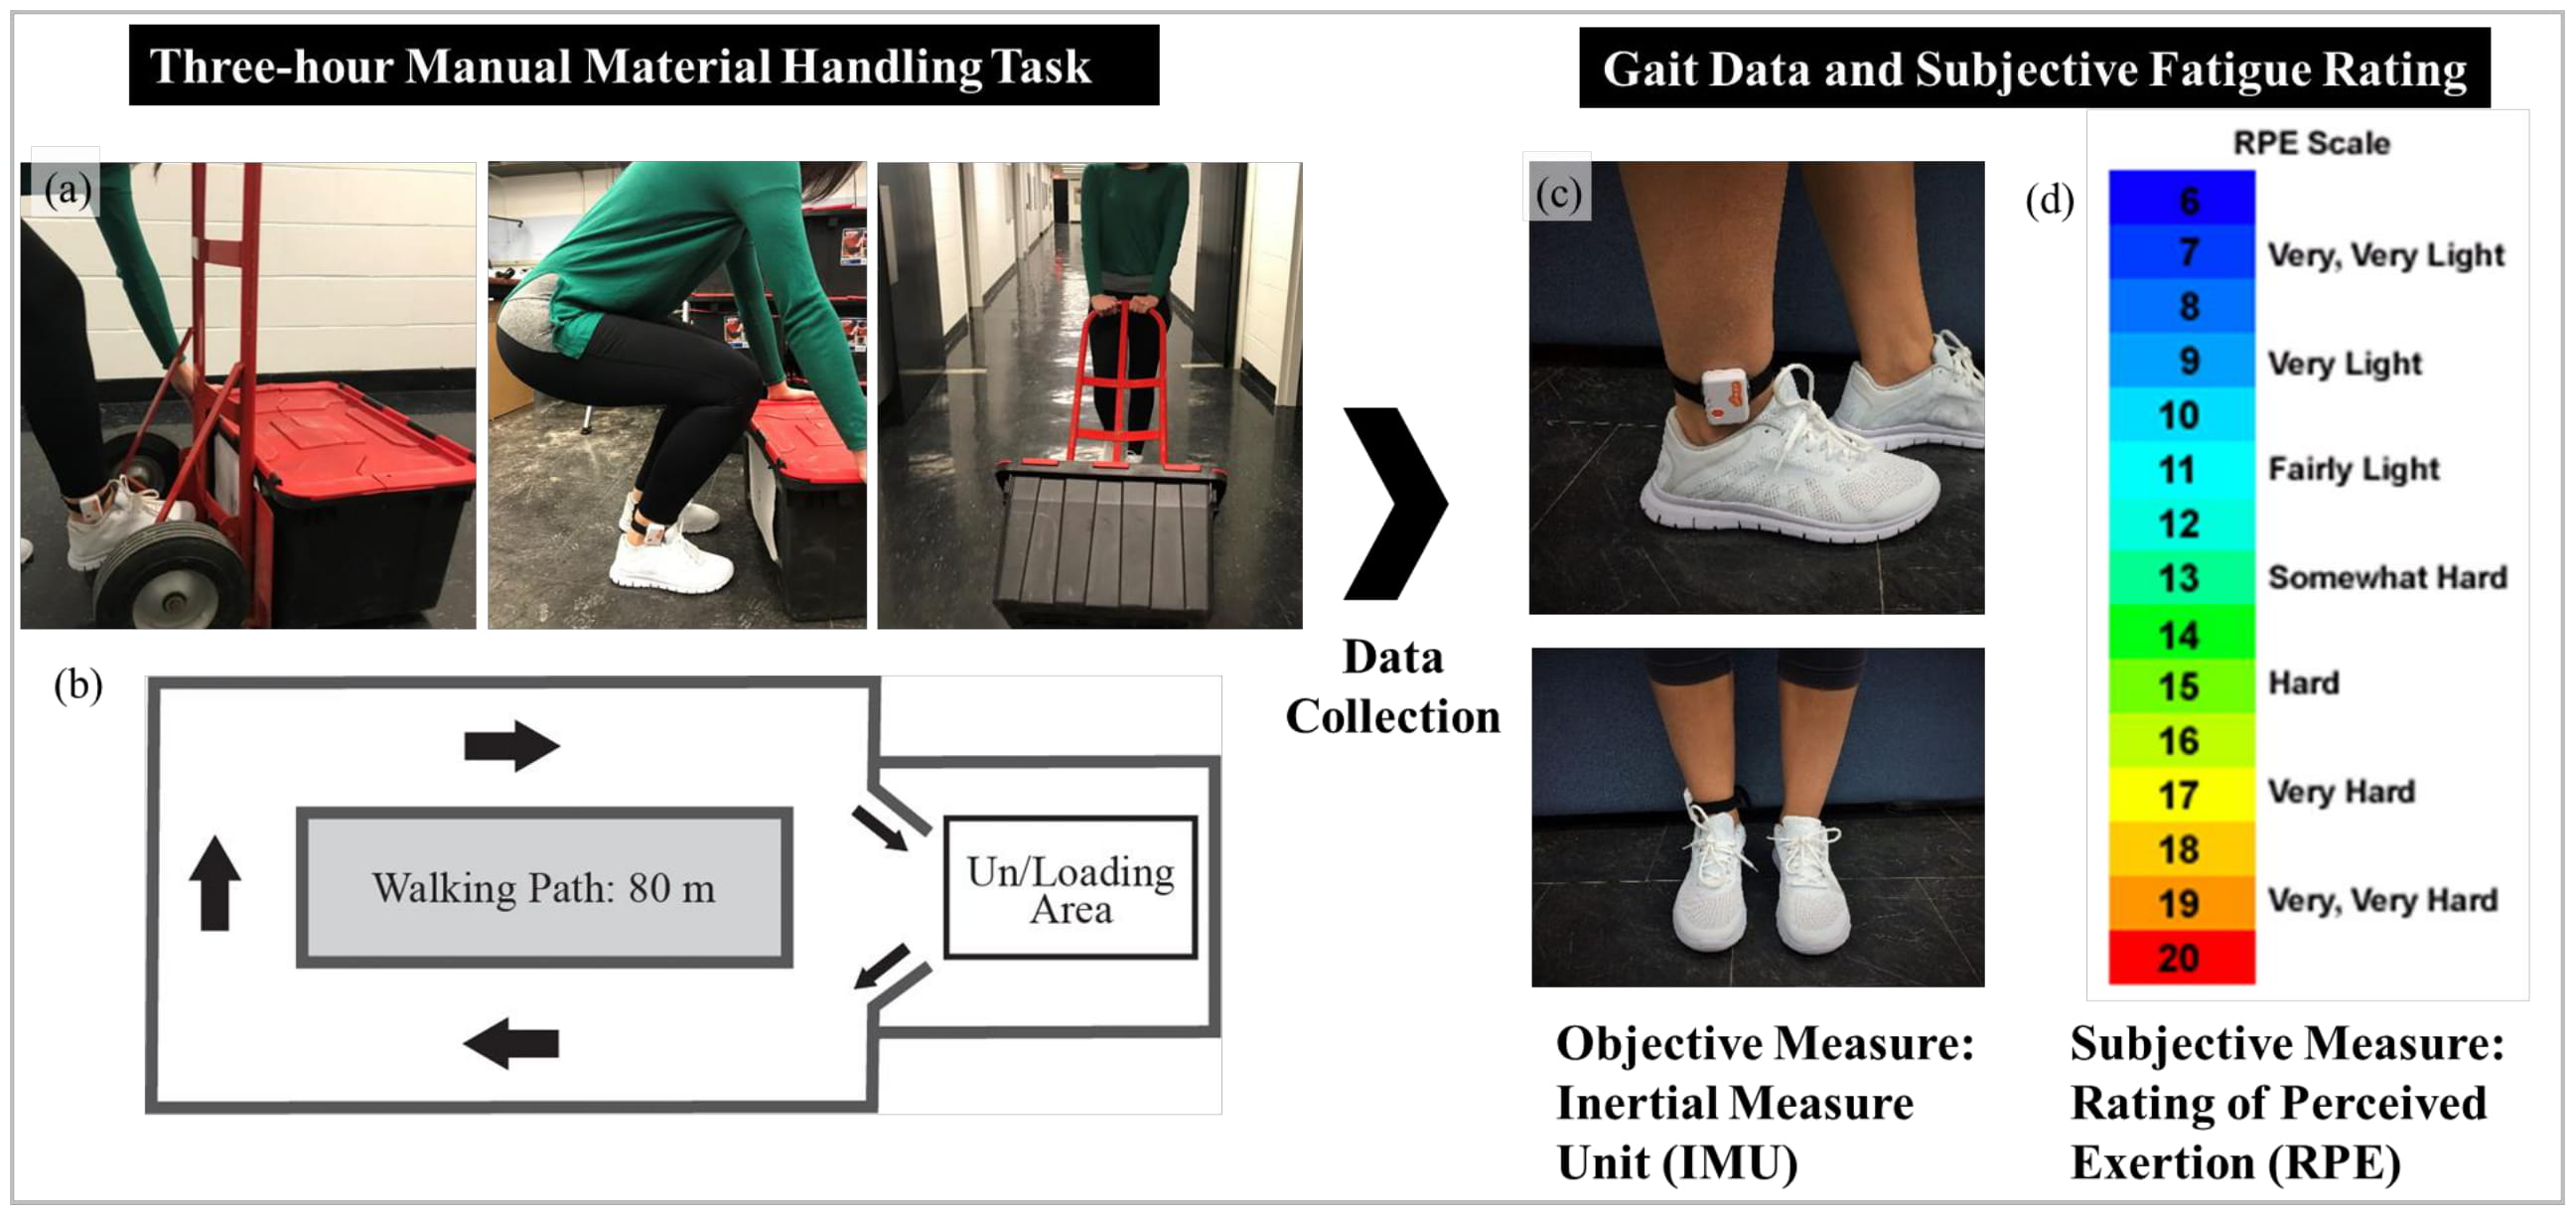 Three-hour Manual Material Handling Task
Gait Data and Subjective Fatigue Rating
(a)
(b)
Walking Path: 80 m
Un/Loading
Area
Data
Collection
(c)
Objective Measure:
Inertial Measure
Unit (IMU)
(d)
RPE Scale
6
7 Very, Very Light
8
9 Very Light
10
11 Fairly Light
12
13 Somewhat Hard
14
15 Hard
16
17 Very Hard
18
19 Very, Very Hard
20
Subjective Measure:
Rating of Perceived
Exertion (RPE)